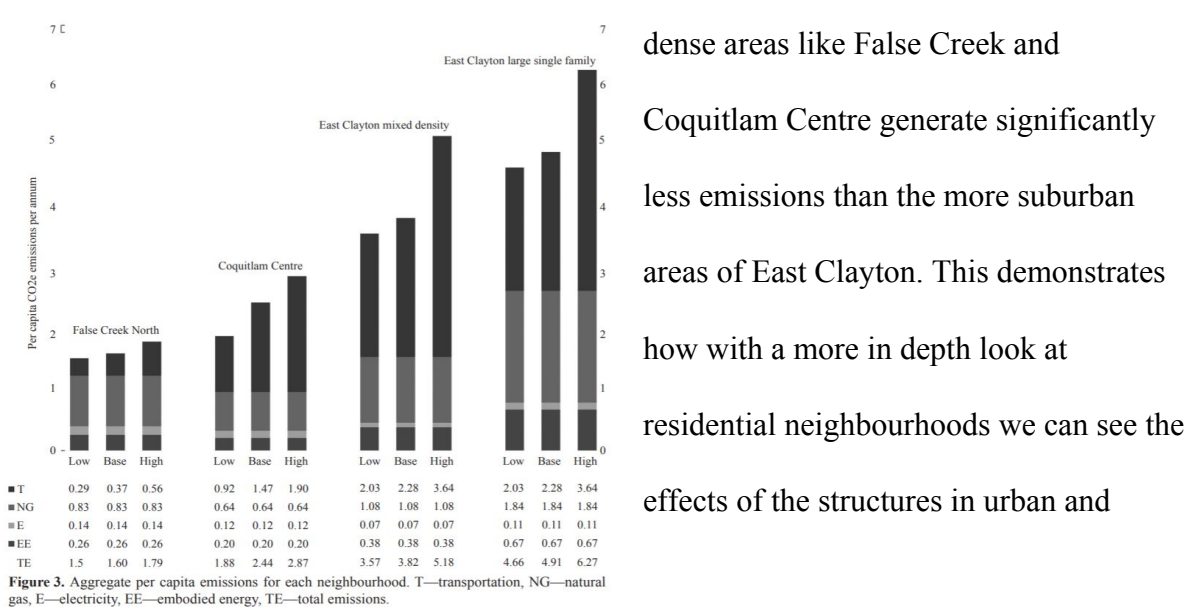 7
6
5
4
3
2
1
0
Per capita CO2e emissions per annum
False Creek North
Coquitlam Centre
East Clayton mixed density
East Clayton large single family
7
6
5
4
3
2
1
0
Low Base High Low Base High Low Base High Low Base High
T 0.29 0.37 0.56 0.92 1.47 1.90 2.03 2.28 3.64 2.03 2.28 3.64
NG 0.83 0.83 0.83 0.64 0.64 0.64 1.08 1.08 1.08 1.84 1.84 1.84
E 0.14 0.14 0.14 0.12 0.12 0.12 0.07 0.07 0.07 0.11 0.11 0.11
EE 0.26 0.26 0.26 0.20 0.20 0.20 0.38 0.38 0.38 0.67 0.67 0.67
TE 1.5 1.60 1.79 1.88 2.44 2.87 3.57 3.82 5.18 4.66 4.91 6.27
Figure 3. Aggregate per capita emissions for each neighbourhood. T—transportation, NG—natural
gas, E—electricity, EE—embodied energy, TE—total emissions.
dense areas like False Creek and
Coquitlam Centre generate significantly
less emissions than the more suburban
areas of East Clayton. This demonstrates
how with a more in depth look at
residential neighbourhoods we can see the
effects of the structures in urban and